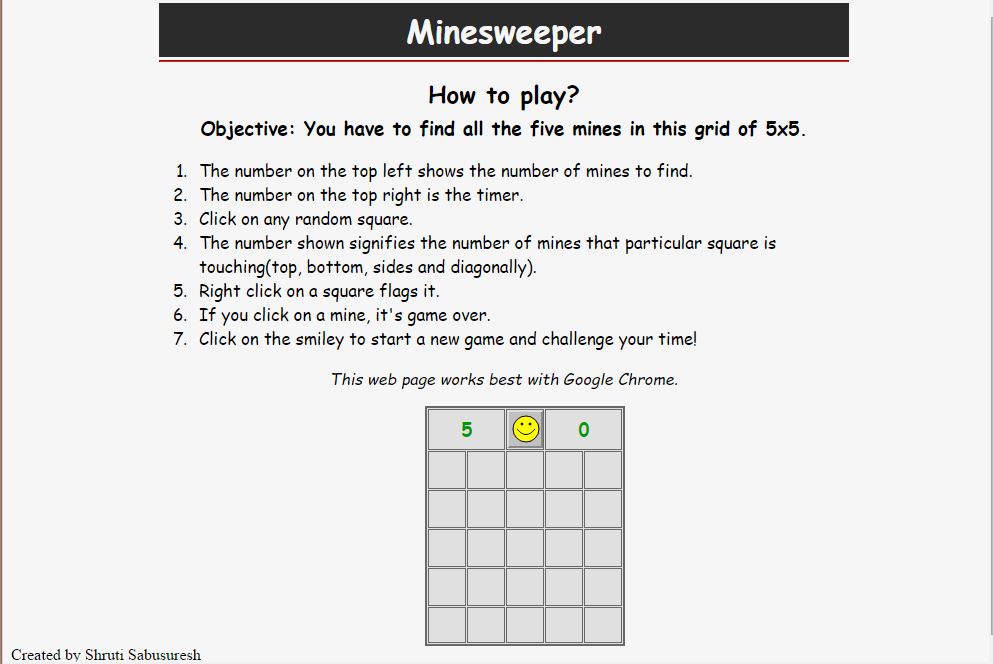 Minesweeper
How to play?
Objective: You have to find all the five mines in this grid of 5x5.
1. The number on the top left shows the number of mines to find.
2. The number on the top right is the timer.
3. Click on any random square.
4. The number shown signifies the number of mines that particular square is
touching(top, bottom, sides and diagonally).
5. Right click on a square flags it.
6. If you click on a mine, it's game over.
7. Click on the smiley to start a new game and challenge your time!
This web page works best with Google Chrome.
5 0
Created by Shruti Sabusuresh